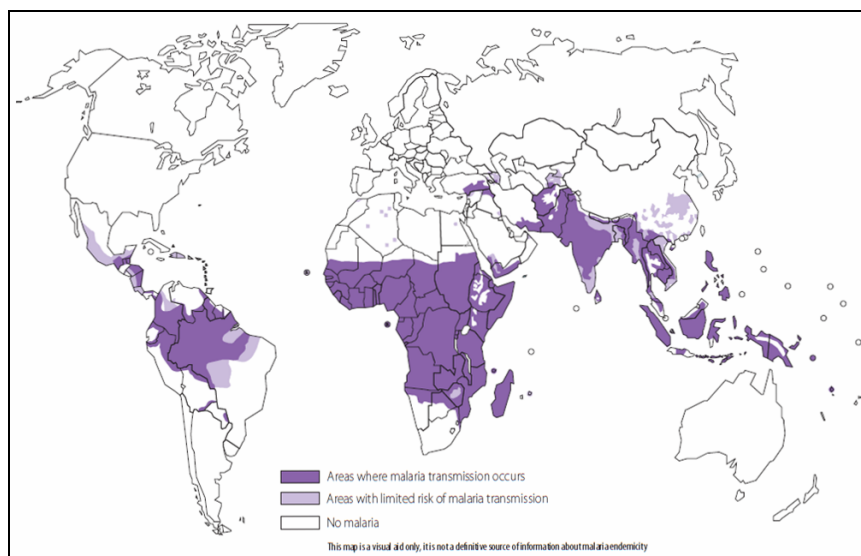 Areas where malaria transmission occurs
Areas with limited risk of malaria transmission
No malaria
This map is a visual aid only, it is not a definitive source of information about malaria endemicity